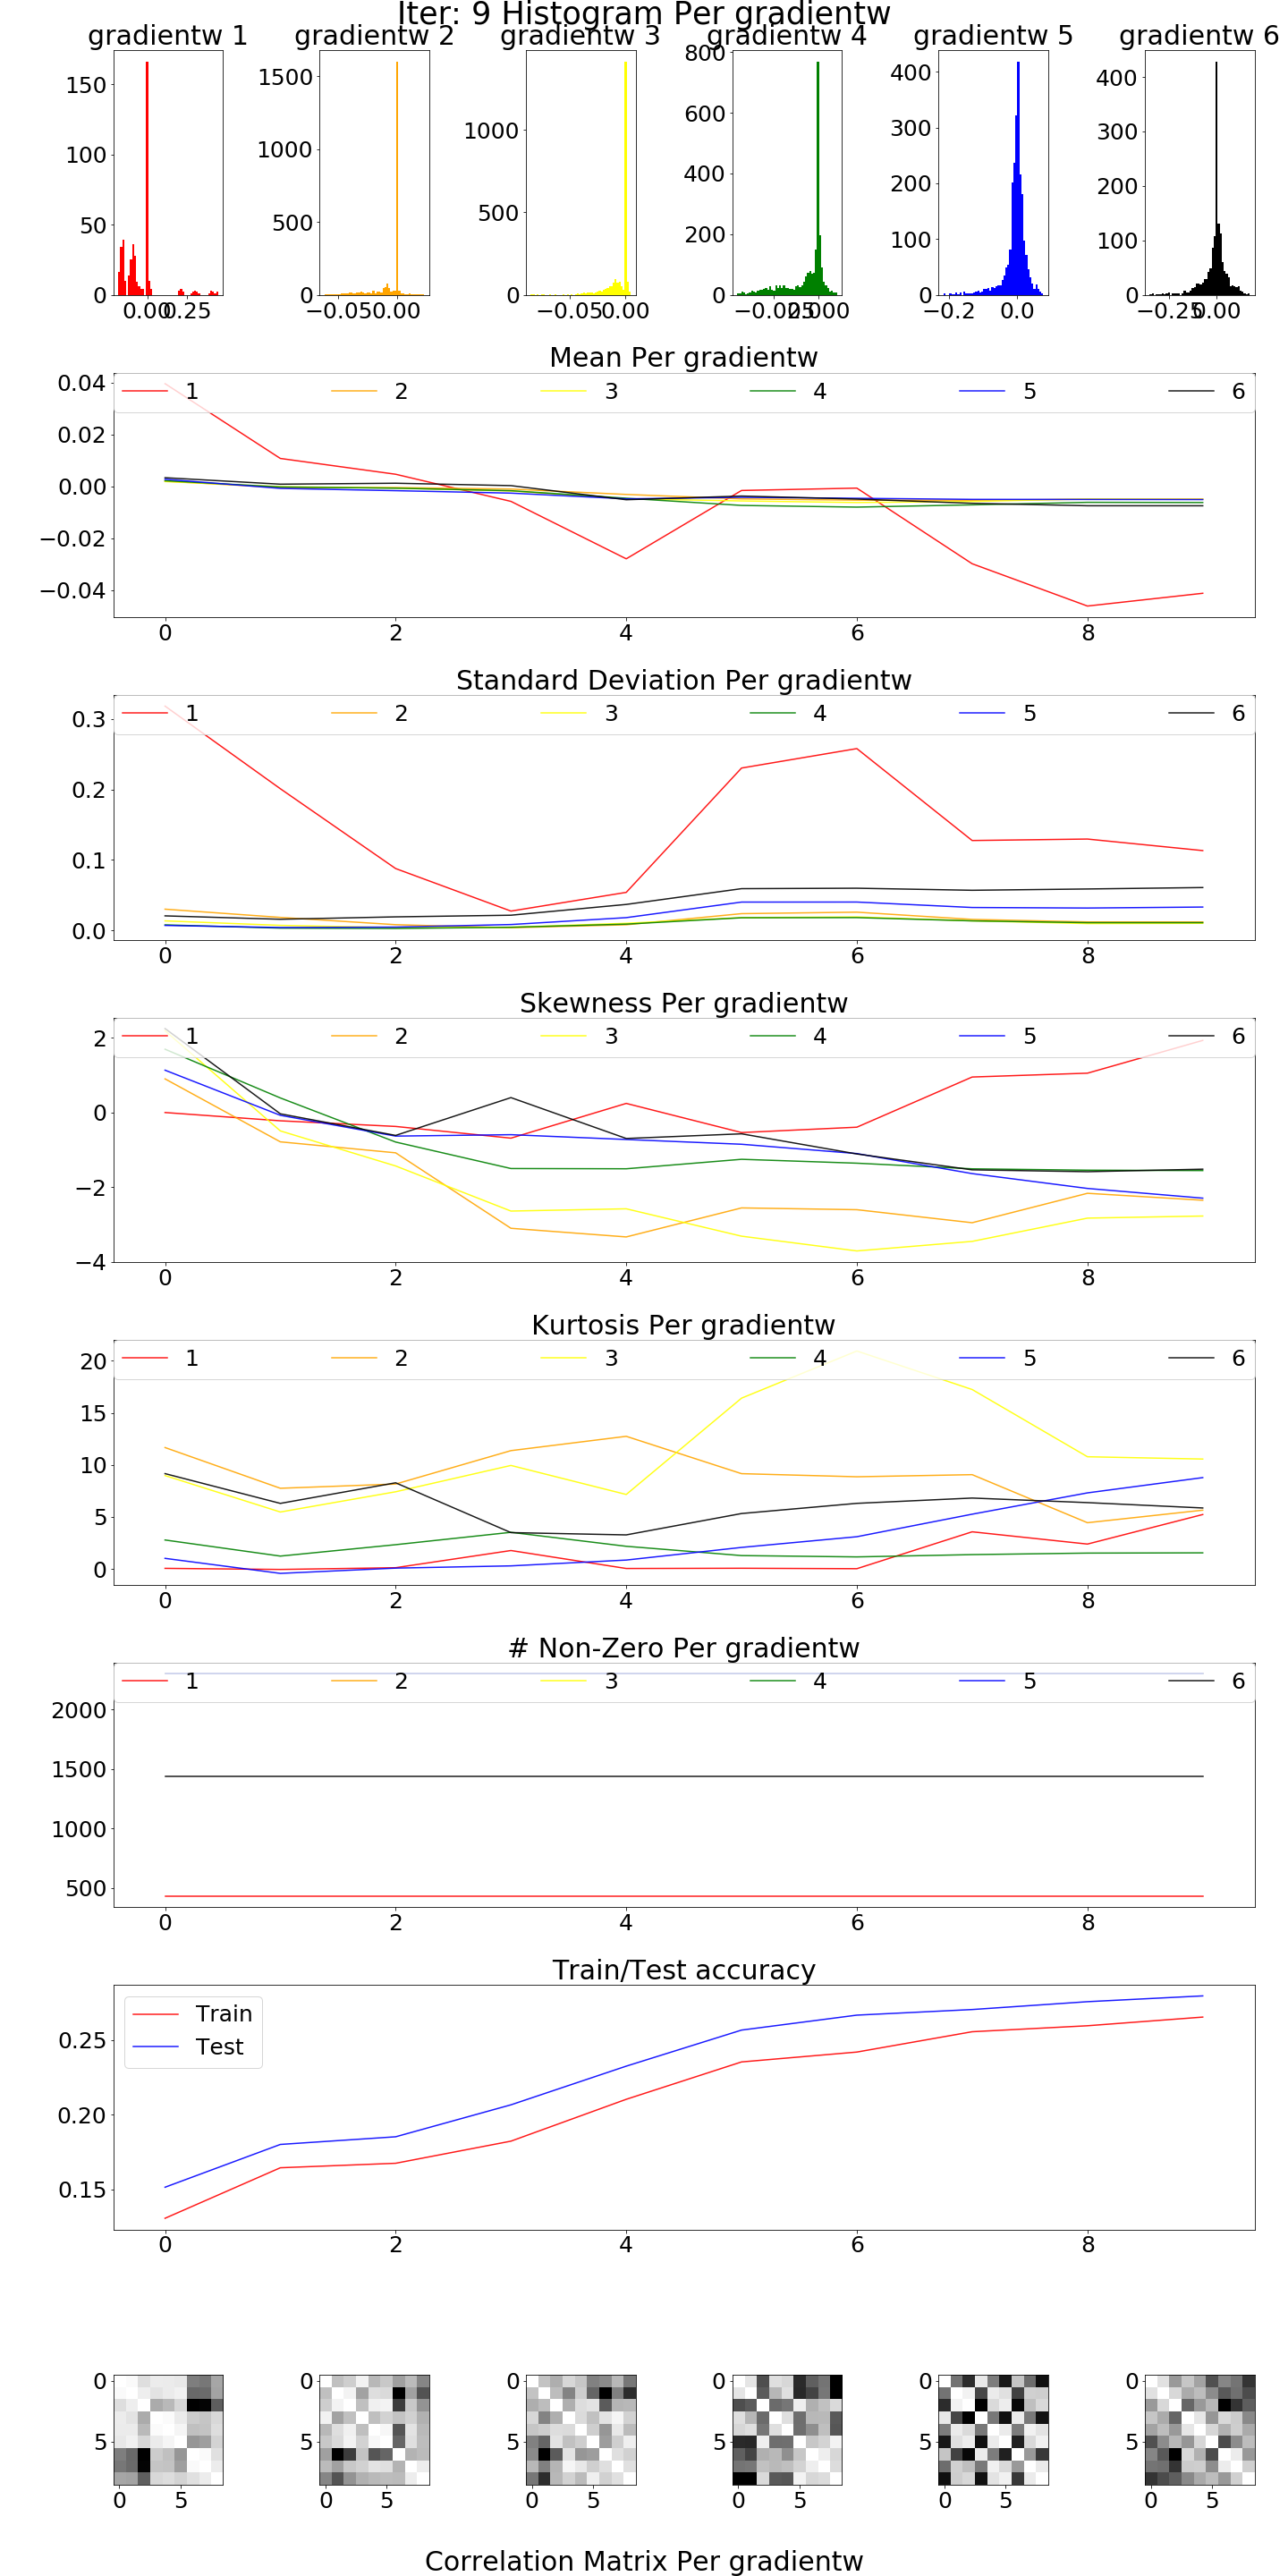 Iter: 9 Histogram Per gradientw
gradientw 1 gradientw 2 gradientw 3 gradientw 4 gradientw 5 gradientw 6
150
100
50
0
0.00 0.25
1500
1000
500
0
−0.05 0.00
1000
500
0
−0.05 0.00
800
600
400
200
0
−0.025 0.000
400
300
200
100
0
−0.2 0.0
400
300
200
100
0
−0.25 0.00
Mean Per gradientw
1 2 3 4 5 6
0.04
0.02
0.00
−0.02
−0.04
0 2 4 6 8
Standard Deviation Per gradientw
1 2 3 4 5 6
0.3
0.2
0.1
0.0
0 2 4 6 8
Skewness Per gradientw
1 2 3 4 5 6
2
0
−2
−4
0 2 4 6 8
Kurtosis Per gradientw
1 2 3 4 5 6
20
15
10
5
0
0 2 4 6 8
# Non-Zero Per gradientw
1 2 3 4 5 6
2000
1500
1000
500
0 2 4 6 8
Train/Test accuracy
Train
Test
0.25
0.20
0.15
0 2 4 6 8
0 0 0 0 0 0
5 5 5 5 5 5
0 5 0 5 0 5 0 5 0 5 0 5
Correlation Matrix Per gradientw